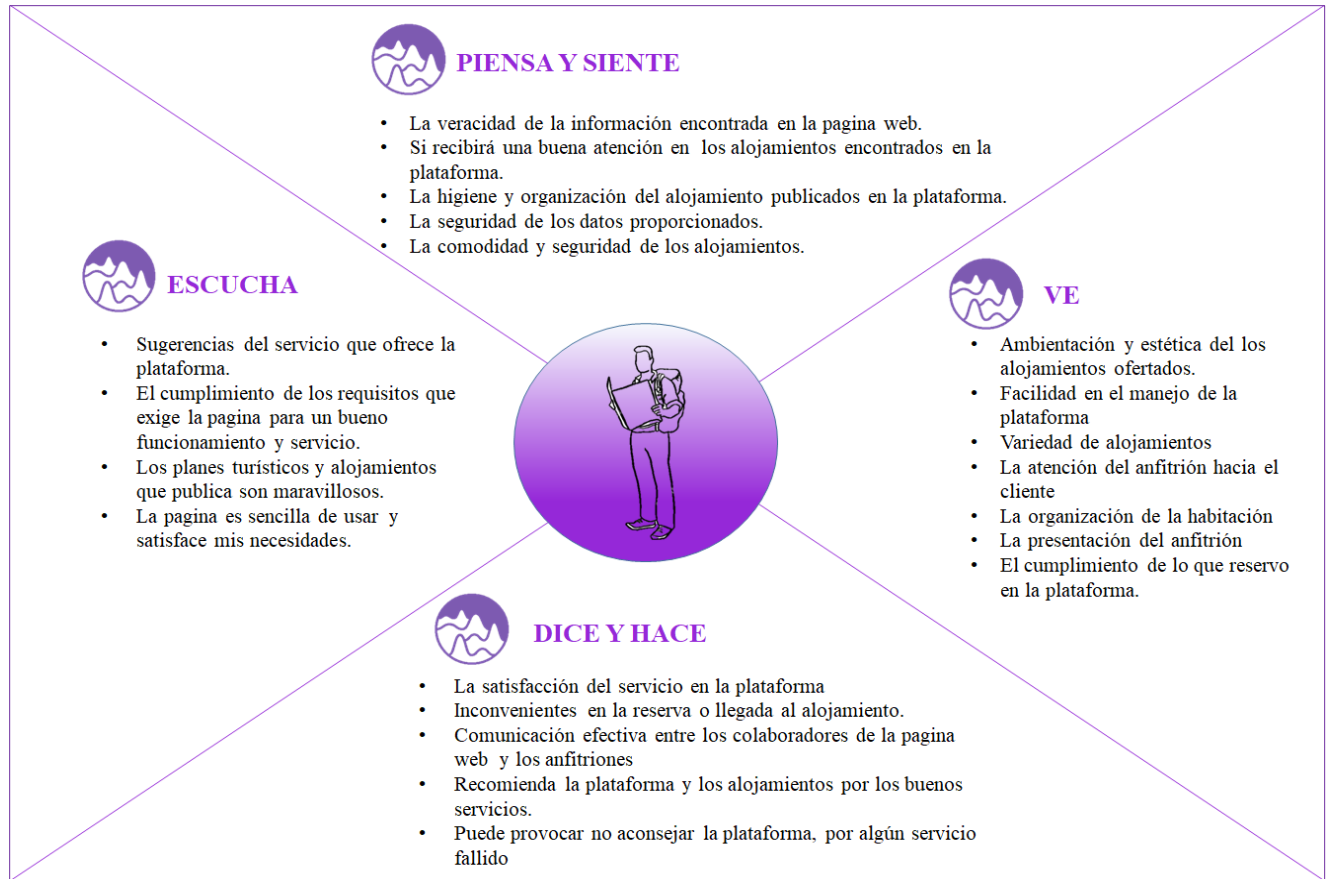 PIENSA Y SIENTE
• La veracidad de la información encontrada en la pagina web.
• Si recibirá una buena atención en los alojamientos encontrados en la
plataforma.
• La higiene y organización del alojamiento publicados en la plataforma.
• La seguridad de los datos proporcionados.
• La comodidad y seguridad de los alojamientos.
ESCUCHA
• Sugerencias del servicio que ofrece la
plataforma.
• El cumplimiento de los requisitos que
exige la pagina para un bueno
funcionamiento y servicio.
• Los planes turísticos y alojamientos
que publica son maravillosos.
• La pagina es sencilla de usar y
satisface mis necesidades.
VE
• Ambientación y estética del los
alojamientos ofertados.
• Facilidad en el manejo de la
plataforma
• Variedad de alojamientos
• La atención del anfitrión hacia el
cliente
• La organización de la habitación
• La presentación del anfitrión
• El cumplimiento de lo que reservo
en la plataforma.
DICE Y HACE
• La satisfacción del servicio en la plataforma
• Inconvenientes en la reserva o llegada al alojamiento.
• Comunicación efectiva entre los colaboradores de la pagina
web y los anfitriones
• Recomienda la plataforma y los alojamientos por los buenos
servicios.
• Puede provocar no aconsejar la plataforma, por algún servicio
fallido